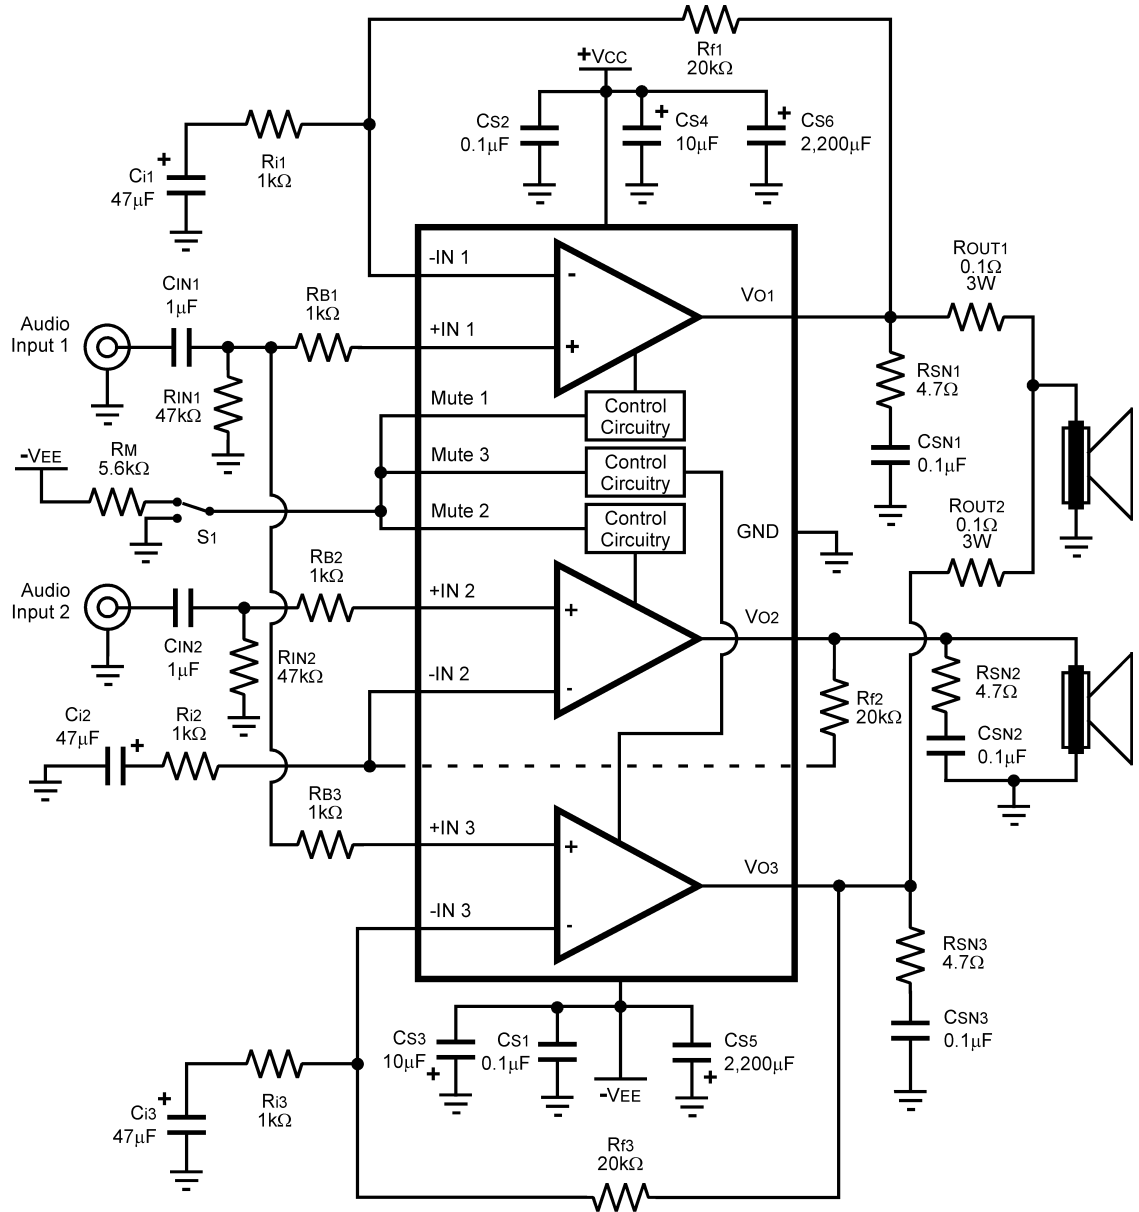 Rf1
20kΩ
+VCC
CS2
0.1µF
+
CS4
10µF
+
CS6
2,200µF
Ri1
1kΩ
+
Ci1
47µF
-IN 1
-
ROUT1
0.1Ω
3W
CIN1
1µF
RB1
1kΩ
VO1
Audio
Input 1
+IN 1
+
RIN1
47kΩ
RSN1
4.7Ω
Mute 1
Control
Circuitry
CSN1
0.1µF
-VEE
RM
5.6kΩ
Mute 3
Control
Circuitry
S1
Mute 2
Control
Circuitry
GND
ROUT2
0.1Ω
3W
RB2
1kΩ
Audio
Input 2
+IN 2
+
VO2
CIN2
1µF
RIN2
47kΩ
-IN 2
-
Rf2
20kΩ
RSN2
4.7Ω
Ci2
47µF
+
Ri2
1kΩ
CSN2
0.1µF
RB3
1kΩ
+IN 3
+
VO3
-IN 3
-
RSN3
4.7Ω
CS3
10µF
+
CS1
0.1µF
CS5
2,200µF
+
-VEE
CSN3
0.1µF
Ri3
1kΩ
+
Ci3
47µF
Rf3
20kΩ